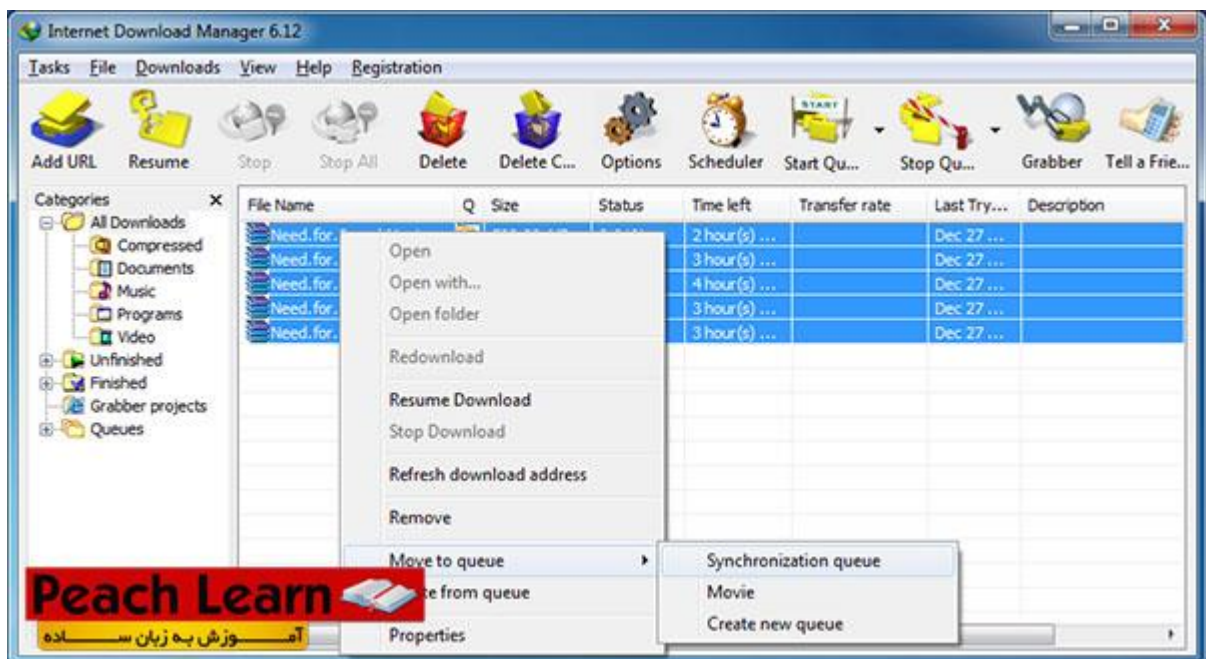 Internet Download Manager 6.12
Tasks File Downloads View Help Registration
Add URL Resume Stop Stop All Delete Delete C... Options Scheduler Start Qu... Stop Qu... Grabber Tell a Frie...
START
Categories
File Name Q Size Status Time left Transfer rate Last Try... Description
All Downloads
Compressed
Documents
Music
Programs
Video
Unfinished
Finished
Grabber projects
Queues
Need.for. 2 hour(s) ... Dec 27 ...
Need.for. 3 hour(s) ... Dec 27 ...
Need.for. 4 hour(s) ... Dec 27 ...
Need.for. 3 hour(s) ... Dec 27 ...
Need.for. 3 hour(s) ... Dec 27 ...
Open
Open with...
Open folder
Redownload
Resume Download
Stop Download
Refresh download address
Remove
Move to queue
from queue
Properties
Synchronization queue
Movie
Create new queue
Peach Learn
آمـــوزش به زبان ســـــاده